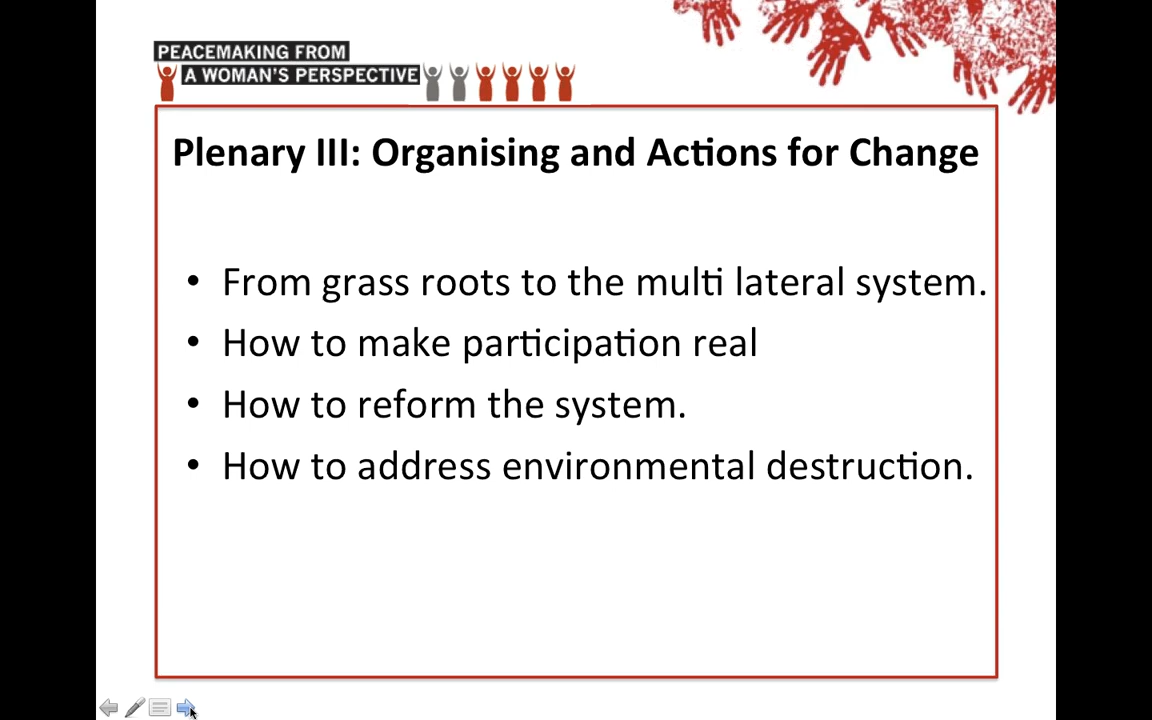 PEACEMAKING FROM
A WOMAN'S PERSPECTIVE
Plenary III: Organising and Actions for Change
• From grass roots to the multi lateral system.
• How to make participation real
• How to reform the system.
• How to address environmental destruction.